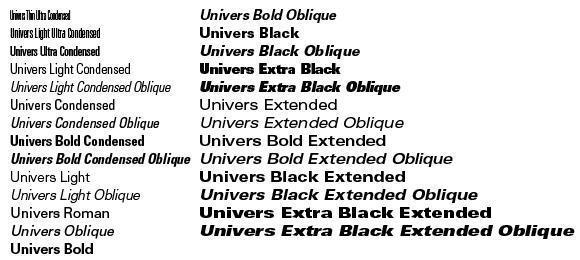 Univers Thin Ultra Condensed
Univers Light Ultra Condensed
Univers Ultra Condensed
Univers Light Condensed
Univers Light Condensed Oblique
Univers Condensed
Univers Condensed Oblique
Univers Bold Condensed
Univers Bold Condensed Oblique
Univers Light
Univers Light Oblique
Univers Roman
Univers Oblique
Univers Bold
Univers Bold Oblique
Univers Black
Univers Black Oblique
Univers Extra Black
Univers Extra Black Oblique
Univers Extended
Univers Extended Oblique
Univers Bold Extended
Univers Bold Extended Oblique
Univers Black Extended
Univers Black Extended Oblique
Univers Extra Black Extended
Univers Extra Black Extended Oblique